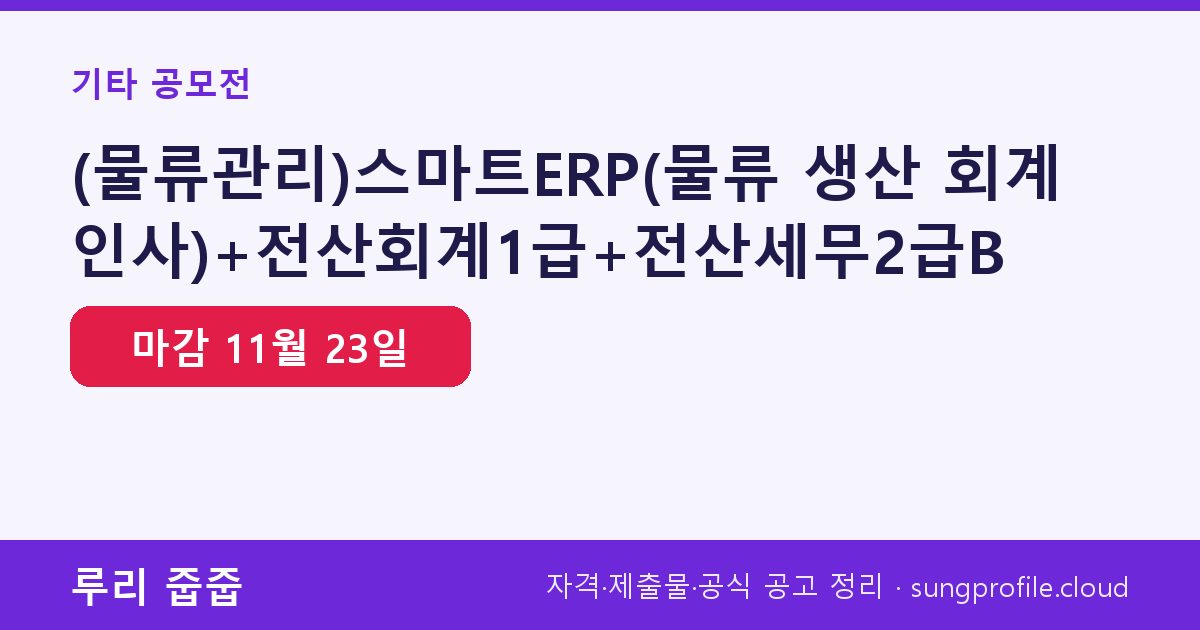 기타 공모전
(물류관리)스마트ERP(물류 생산 회계
인사)+전산회계1급+전산세무2급B
마감 11월 23일
루리 줍줍
자격·제출물·공식 공고 정리 · sungprofile.cloud